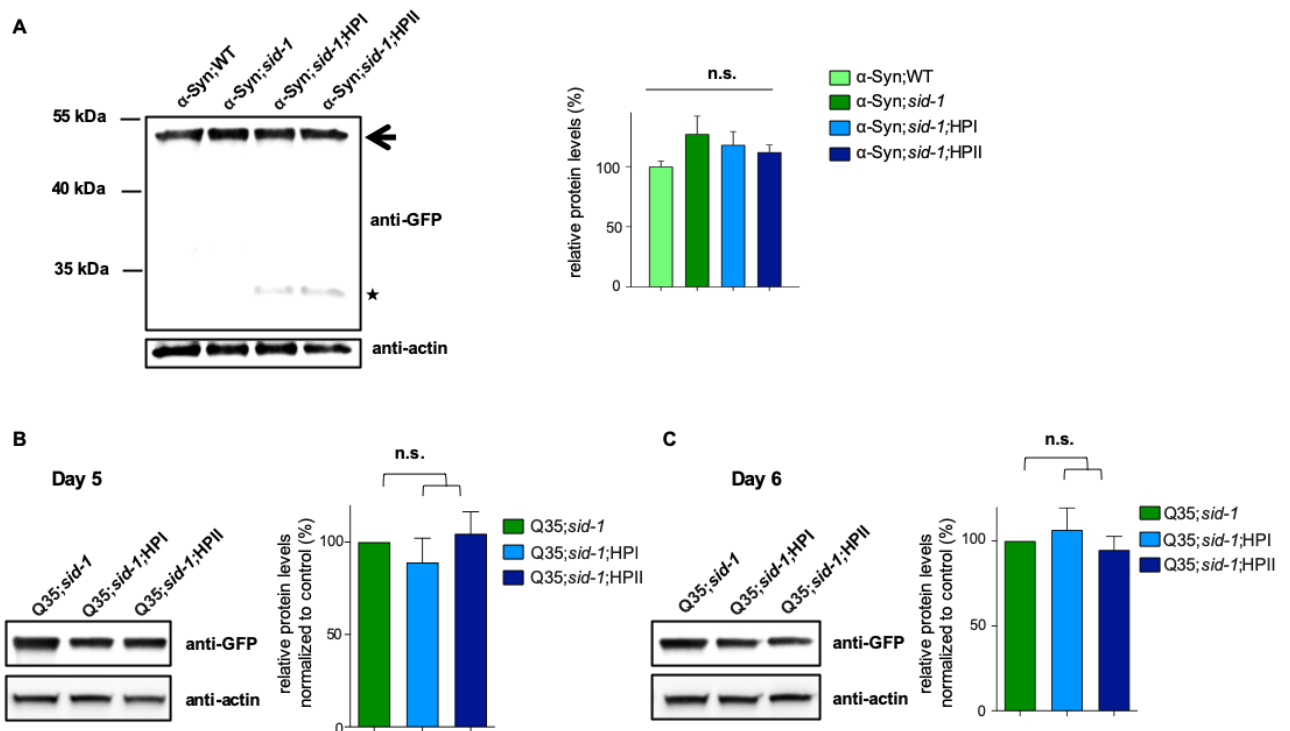 A
α-Syn;WT
α-Syn;sid-1
α-Syn;sid-1;HPI
α-Syn;sid-1;HPII
55 kDa
40 kDa
35 kDa
anti-GFP
★
anti-actin
relative protein levels (%)
n.s.
100
50
0
α-Syn;WT
α-Syn;sid-1
α-Syn;sid-1;HPI
α-Syn;sid-1;HPII
B
Day 5
Q35;sid-1
Q35;sid-1;HPI
Q35;sid-1;HPII
anti-GFP
anti-actin
relative protein levels
normalized to control (%)
n.s.
100
50
0
Q35;sid-1
Q35;sid-1;HPI
Q35;sid-1;HPII
C
Day 6
Q35;sid-1
Q35;sid-1;HPI
Q35;sid-1;HPII
anti-GFP
anti-actin
relative protein levels
normalized to control (%)
n.s.
100
50
0
Q35;sid-1
Q35;sid-1;HPI
Q35;sid-1;HPII